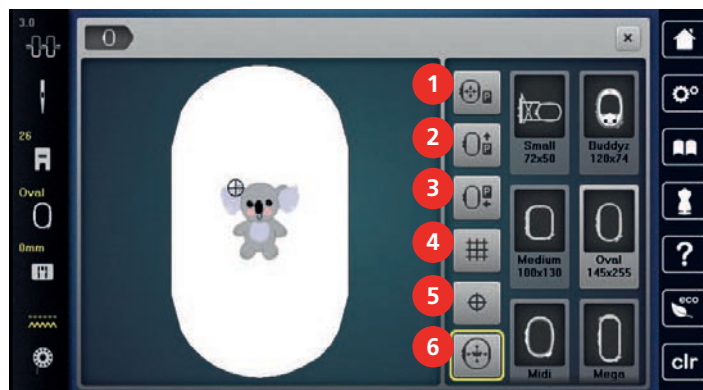 3.0
26
Oval
0mm
0
×
1
2
3
4
5
6
P
P
P
Small
72x50
Buddyz
120x74
Medium
100x130
Oval
145x255
Midi
Mega
?
eco
clr